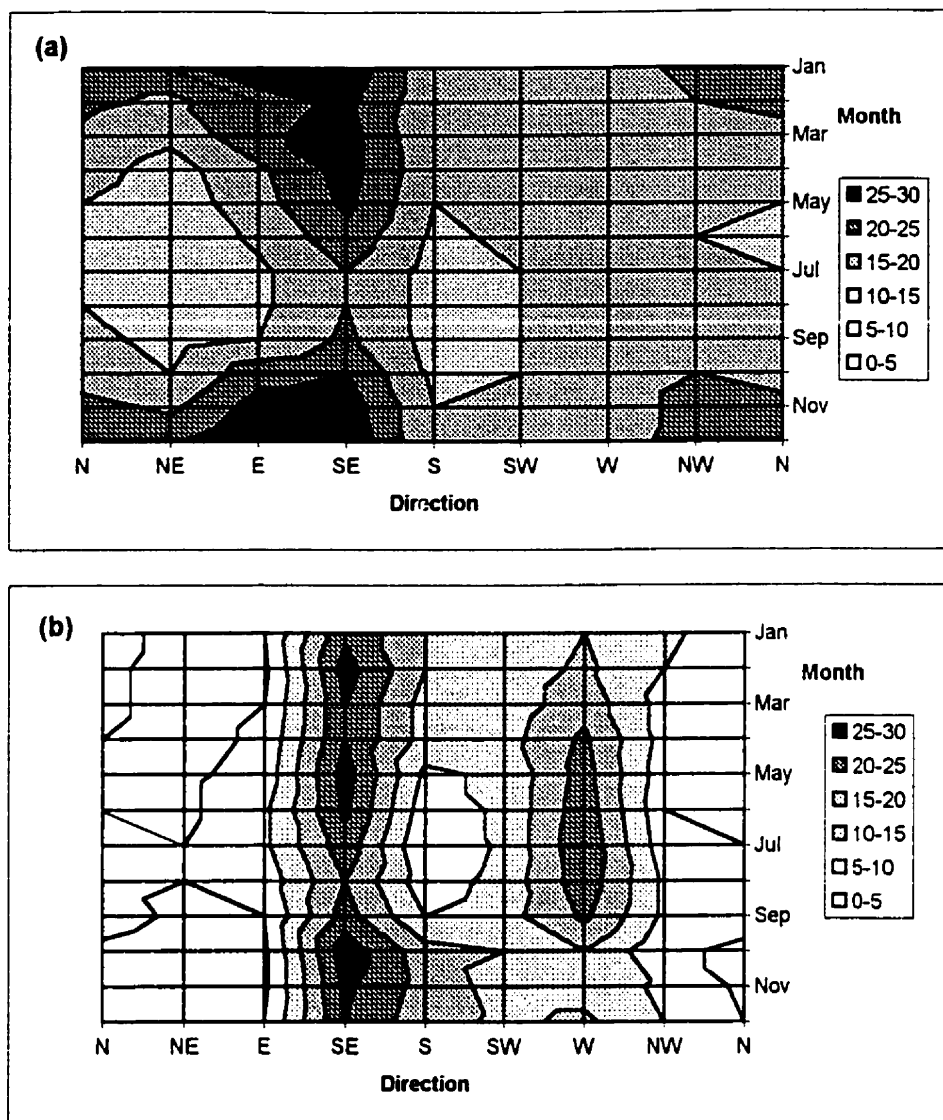 (a)
Jan
Mar
May
Jul
Sep
Nov
Month
25-30
20-25
15-20
10-15
5-10
0-5
N NE E SE S SW W NW N
Direction
(b)
Jan
Mar
May
Jul
Sep
Nov
Month
25-30
20-25
15-20
10-15
5-10
0-5
N NE E SE S SW W NW N
Direction